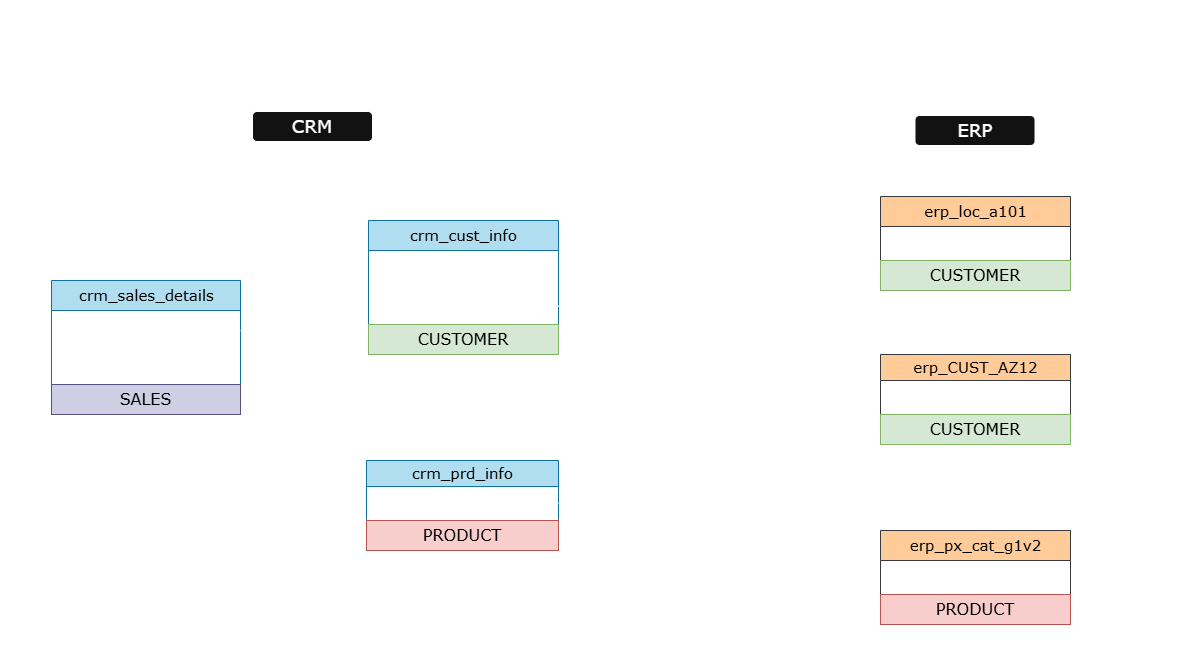 CRM
ERP
crm_sales_details
SALES
crm_cust_info
CUSTOMER
crm_prd_info
PRODUCT
erp_loc_a101
CUSTOMER
erp_CUST_AZ12
CUSTOMER
erp_px_cat_g1v2
PRODUCT